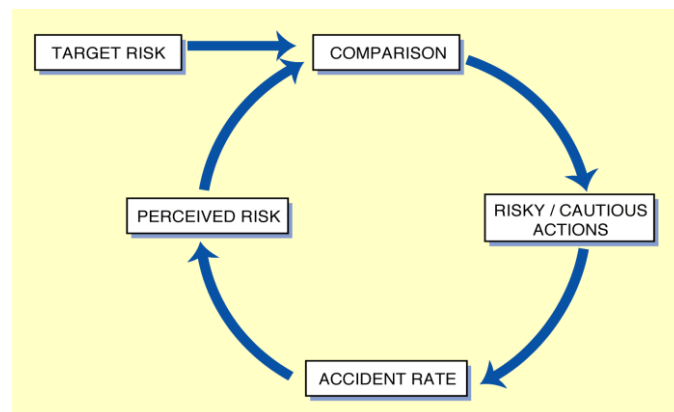 TARGET RISK
COMPARISON
PERCEIVED RISK
RISKY / CAUTIOUS
ACTIONS
ACCIDENT RATE